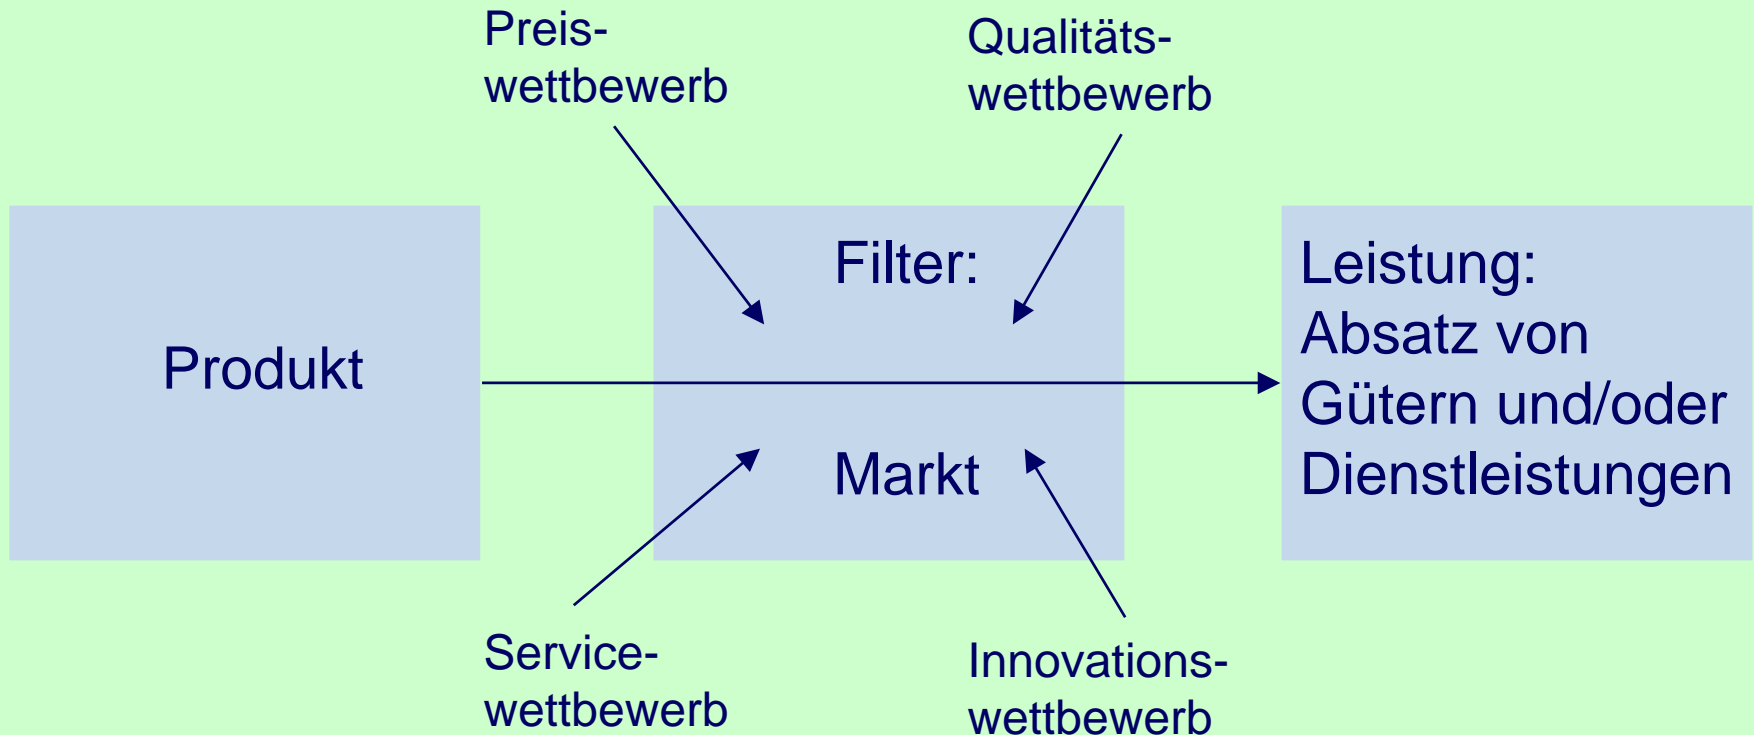 Preis-
wettbewerb
Qualitäts-
wettbewerb
Produkt
Filter:
Markt
Leistung:
Absatz von
Gütern und/oder
Dienstleistungen
Service-
wettbewerb
Innovations-
wettbewerb